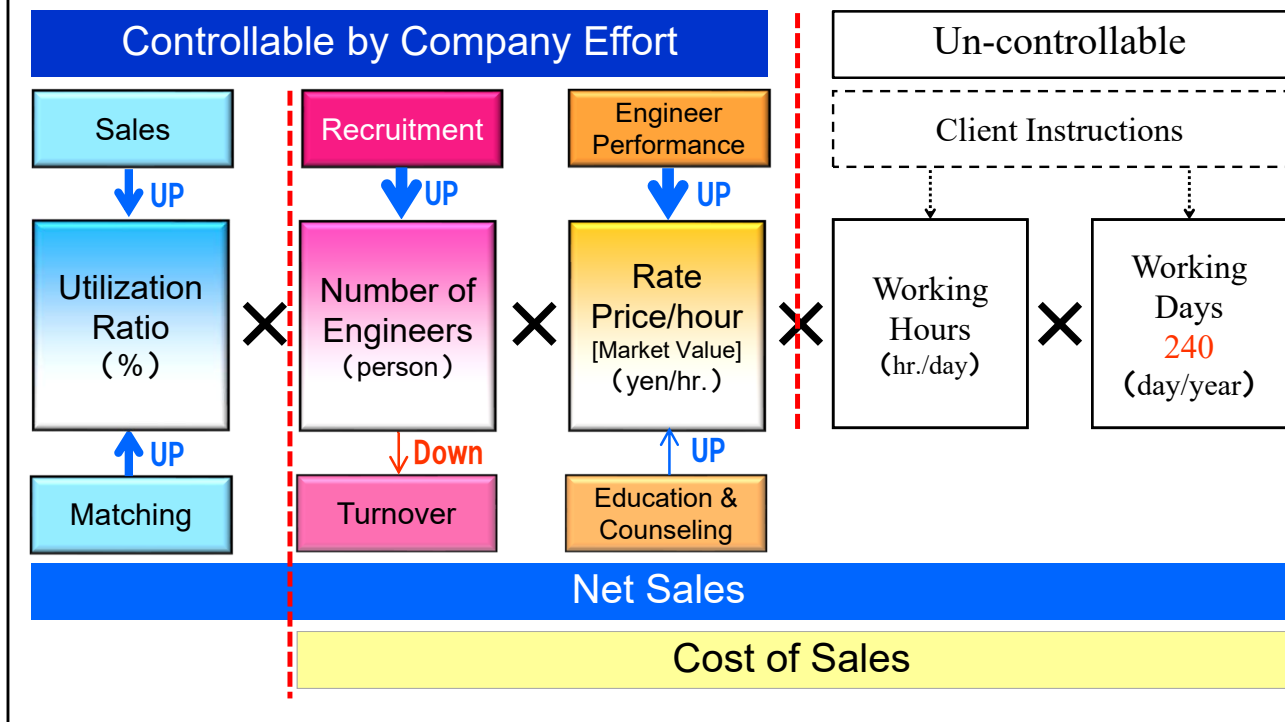 Controllable by Company Effort
Un-controllable
Sales
Recruitment
Engineer
Performance
Client Instructions
UP
UP
UP
Utilization
Ratio
（%）
×
Number of
Engineers
（person）
×
Rate
Price/hour
[Market Value]
（yen/hr.）
×
Working
Hours
(hr./day)
×
Working
Days
240
(day/year)
UP
Down
UP
Matching
Turnover
Education &
Counseling
Net Sales
Cost of Sales